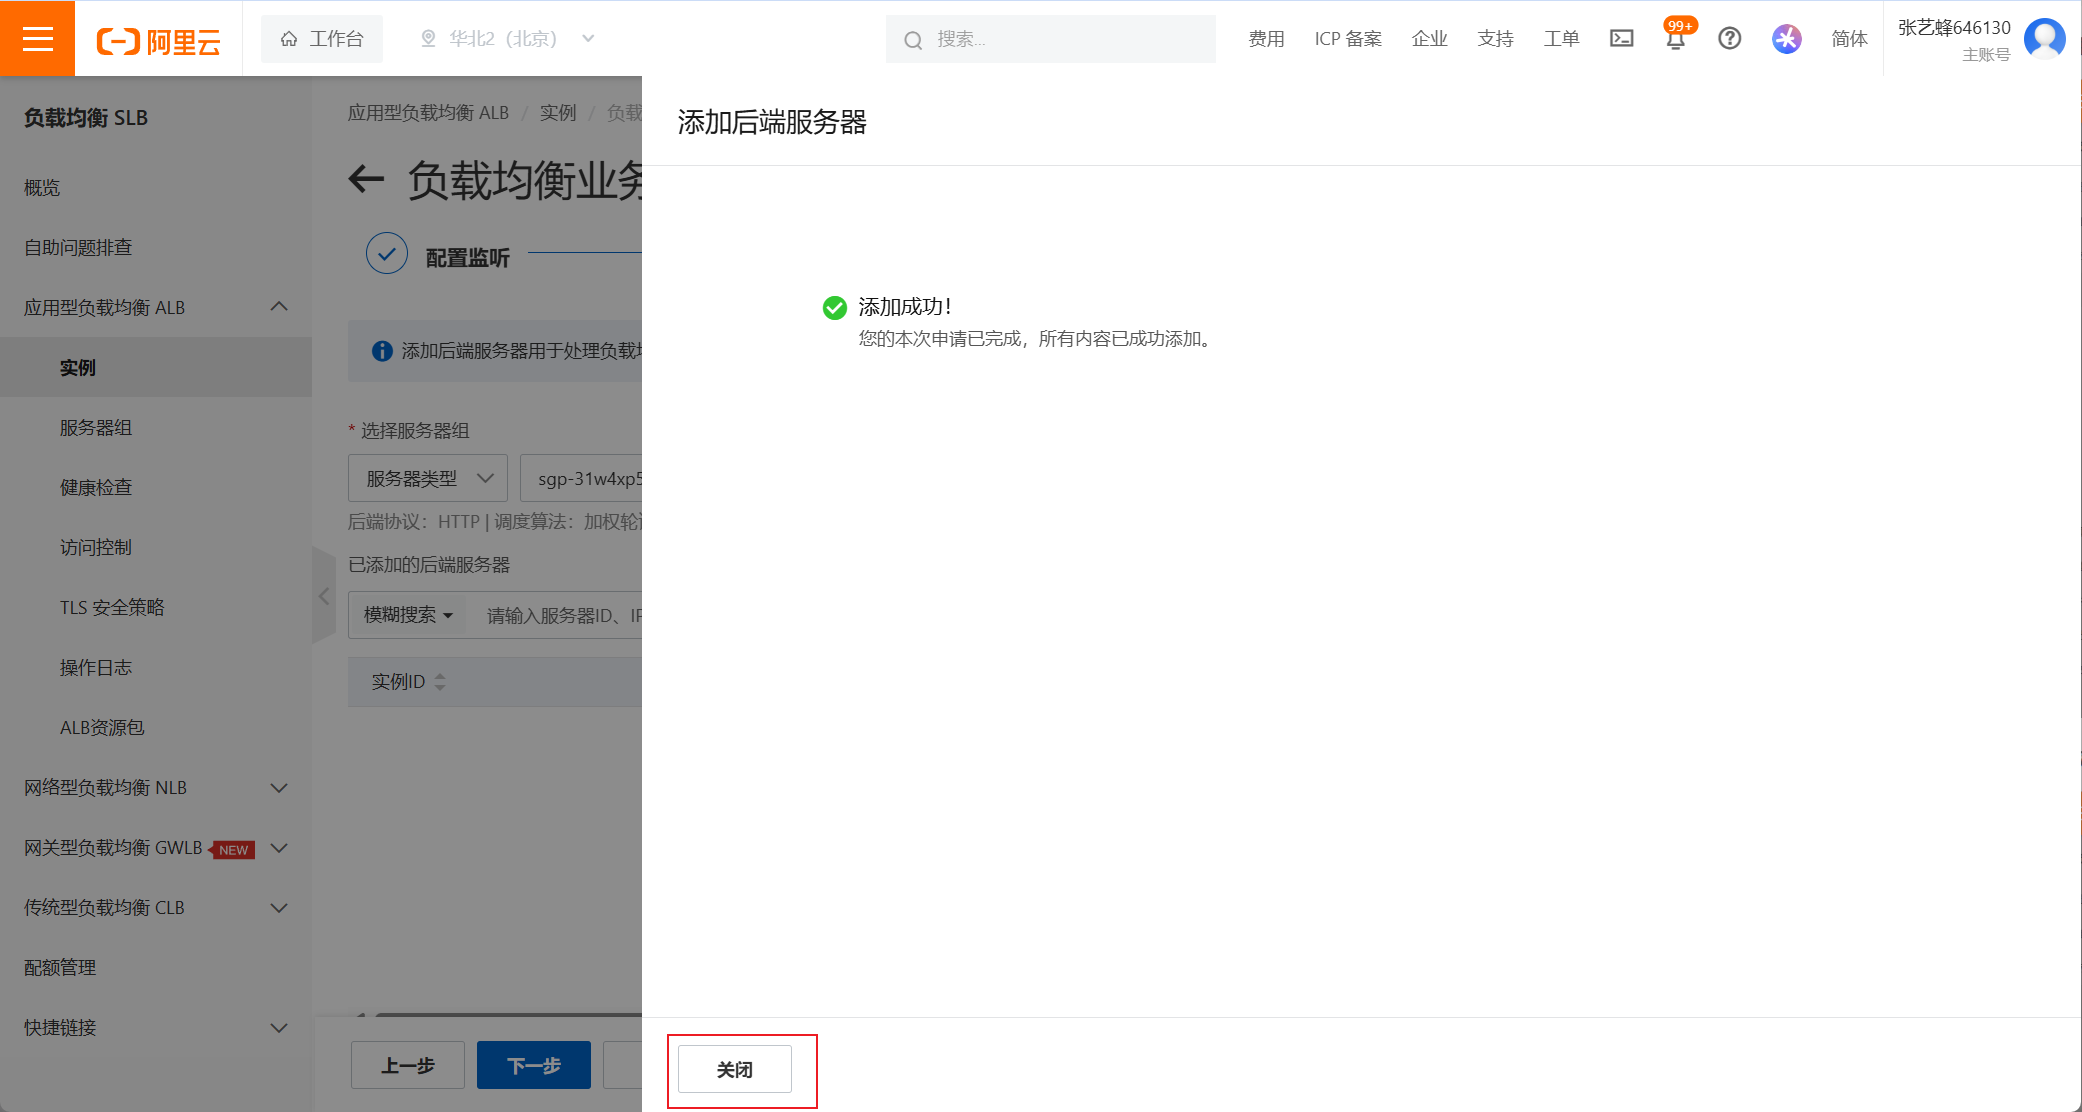 阿里云
工作台
华北2（北京）
搜索...
费用
ICP 备案
企业
支持
工单
99+
简体
张艺蜂646130
主账号
负载均衡 SLB
概览
自助问题排查
应用型负载均衡 ALB
实例
服务器组
健康检查
访问控制
TLS 安全策略
操作日志
ALB资源包
网络型负载均衡 NLB
网关型负载均衡 GWLB NEW
传统型负载均衡 CLB
配额管理
快捷链接
应用型负载均衡 ALB / 实例 / 负载
负载均衡业务
配置监听
添加后端服务器用于处理负载
* 选择服务器组
服务器类型
sgp-31w4xp5
后端协议：HTTP | 调度算法：加权轮
已添加的后端服务器
模糊搜索
请输入服务器ID、IP
实例ID
上一步
下一步
添加后端服务器
添加成功！
您的本次申请已完成，所有内容已成功添加。
关闭